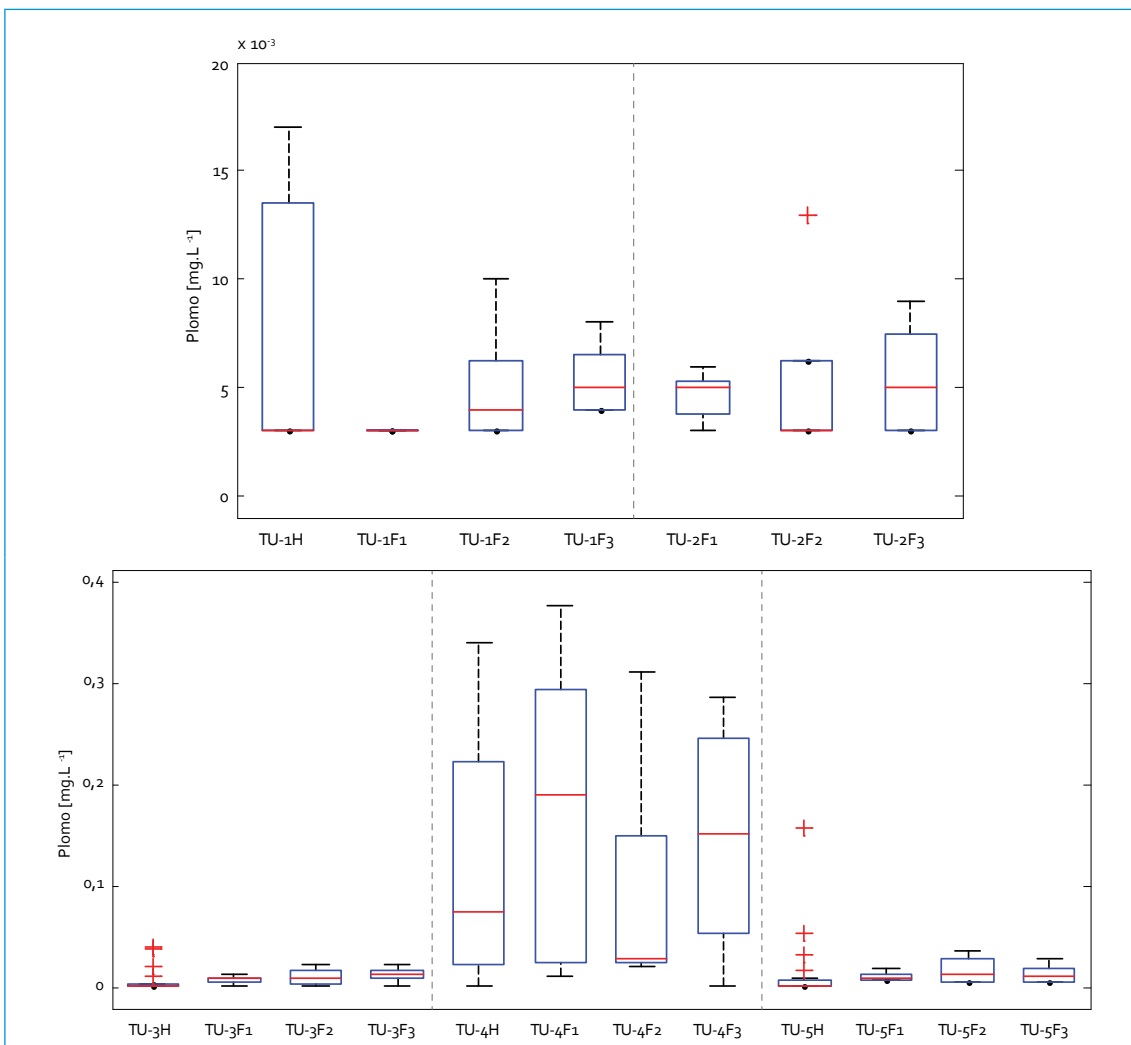 x 10⁻³
20
15
10
5
0
Plomo [mg.L ⁻¹]
TU-1H TU-1F1 TU-1F2 TU-1F3 TU-2F1 TU-2F2 TU-2F3
0,4
0,3
0,2
0,1
0
Plomo [mg.L ⁻¹]
TU-3H TU-3F1 TU-3F2 TU-3F3 TU-4H TU-4F1 TU-4F2 TU-4F3 TU-5H TU-5F1 TU-5F2 TU-5F3